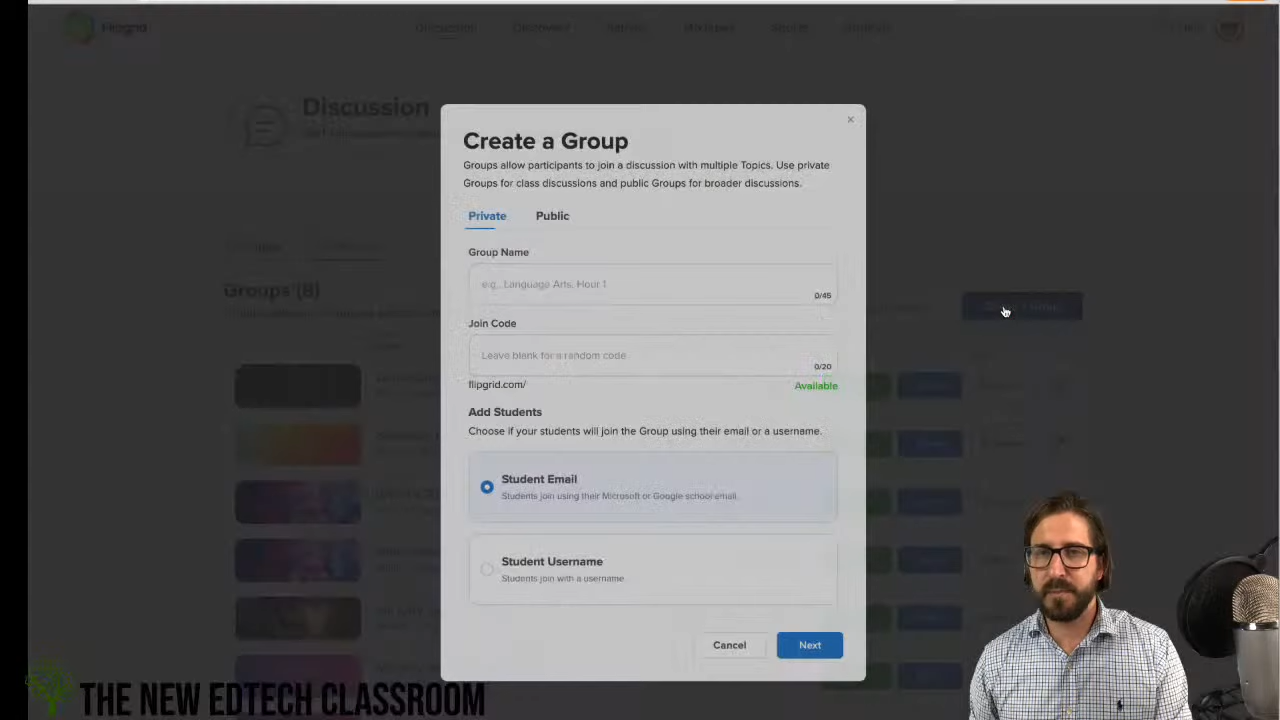 Flipgrid
Discussion
Create a Group
Groups allow participants to join a discussion with multiple Topics. Use private
Groups for class discussions and public Groups for broader discussions.
Private Public
Group Name
e.g., Language Arts, Hour 1
0/45
Join Code
Leave blank for a random code
0/20
flipgrid.com/ Available
Add Students
Choose if your students will join the Group using their email or a username.
Student Email
Students join using their Microsoft or Google school email.
Student Username
Students join with a username.
Cancel Next
Groups (8)
THE NEW EDTECH CLASSROOM